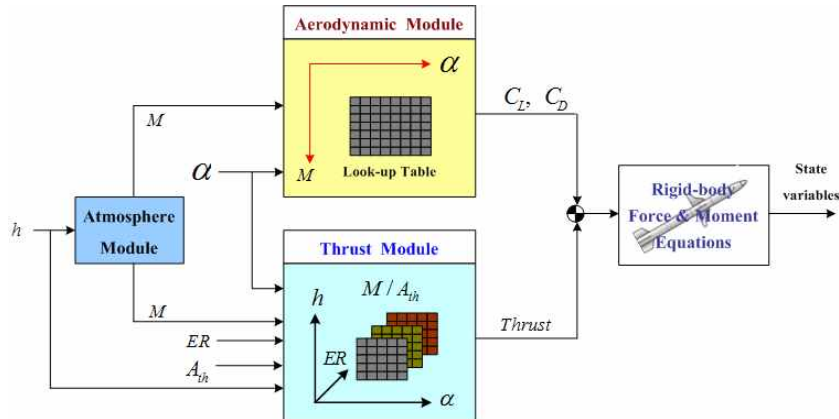 Aerodynamic Module
α
M
Look-up Table
M
α
C_L, C_D
h
Atmosphere
Module
M
ER
A_th
Thrust Module
M / A_th
h
ER
α
Thrust
Rigid-body
Force & Moment
Equations
State
variables